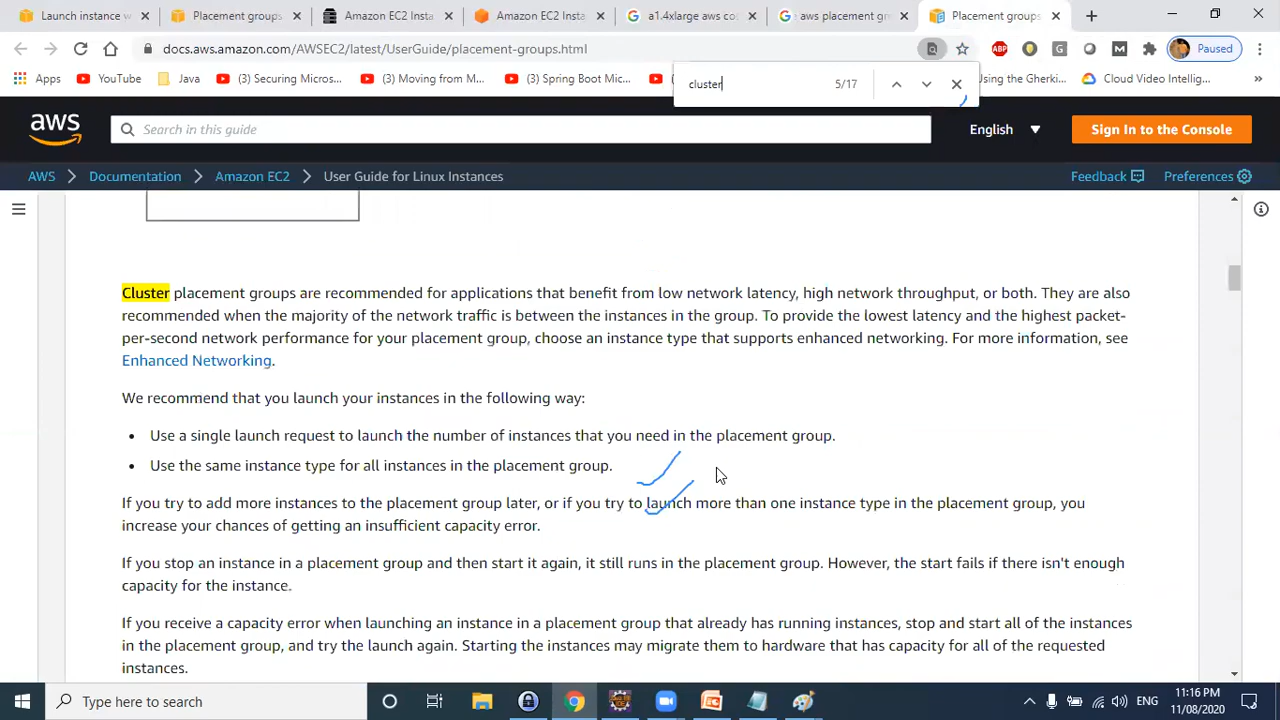 Launch instance w
Placement groups
Amazon EC2 Insta
Amazon EC2 Insta
a1.4xlarge aws co
aws placement gr
Placement groups
docs.aws.amazon.com/AWSEC2/latest/UserGuide/placement-groups.html
ABP
G
M
Paused
Apps
YouTube
Java
(3) Securing Micros...
(3) Moving from M...
(3) Spring Boot Mic...
Using the Gherki...
Cloud Video Intellig...
cluster
5/17
aws
Search in this guide
English
Sign In to the Console
AWS
Documentation
Amazon EC2
User Guide for Linux Instances
Feedback
Preferences
Cluster placement groups are recommended for applications that benefit from low network latency, high network throughput, or both. They are also
recommended when the majority of the network traffic is between the instances in the group. To provide the lowest latency and the highest packet-
per-second network performance for your placement group, choose an instance type that supports enhanced networking. For more information, see
Enhanced Networking.
We recommend that you launch your instances in the following way:
• Use a single launch request to launch the number of instances that you need in the placement group.
• Use the same instance type for all instances in the placement group.
If you try to add more instances to the placement group later, or if you try to launch more than one instance type in the placement group, you
increase your chances of getting an insufficient capacity error.
If you stop an instance in a placement group and then start it again, it still runs in the placement group. However, the start fails if there isn't enough
capacity for the instance.
If you receive a capacity error when launching an instance in a placement group that already has running instances, stop and start all of the instances
in the placement group, and try the launch again. Starting the instances may migrate them to hardware that has capacity for all of the requested
instances.
Type here to search
ENG
11:16 PM
11/08/2020